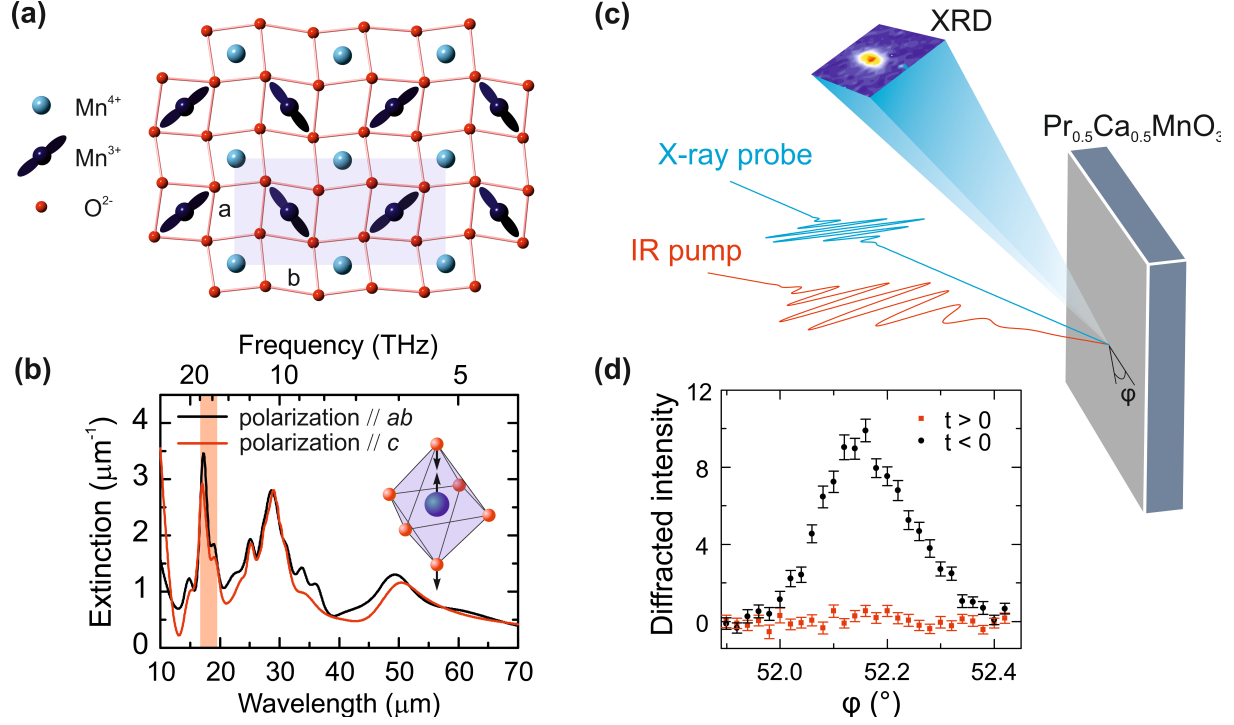 (a)
Mn4+
Mn3+
O2-
a
b
(b)
Frequency (THz)
20 10 5
polarization // ab
polarization // c
Extinction (μm-1)
4
3
2
1
0
10 20 30 40 50 60 70
Wavelength (μm)
(c)
XRD
Pr0.5Ca0.5MnO3
X-ray probe
IR pump
φ
(d)
Diffracted intensity
12
8
4
0
t > 0
t < 0
52.0 52.2 52.4
φ (°)